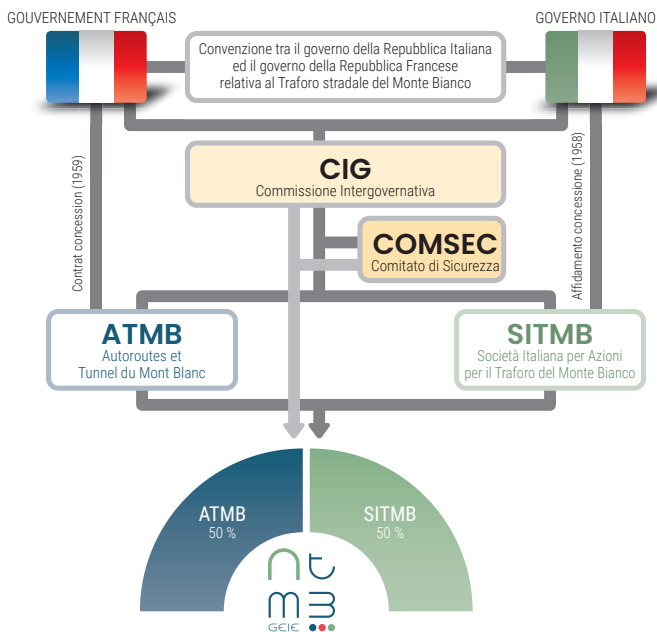 GOUVERNEMENT FRANÇAIS
GOVERNO ITALIANO
Convenzione tra il governo della Repubblica Italiana
ed il governo della Repubblica Francese
relativa al Traforo stradale del Monte Bianco
CIG
Commissione Intergovernativa
COMSEC
Comitato di Sicurezza
Contrat concession (1959)
Affidamento concessione (1958)
ATMB
Autoroutes et
Tunnel du Mont Blanc
SITMB
Società Italiana per Azioni
per il Traforo del Monte Bianco
ATMB
50 %
SITMB
50 %
nt
mB
GEIE